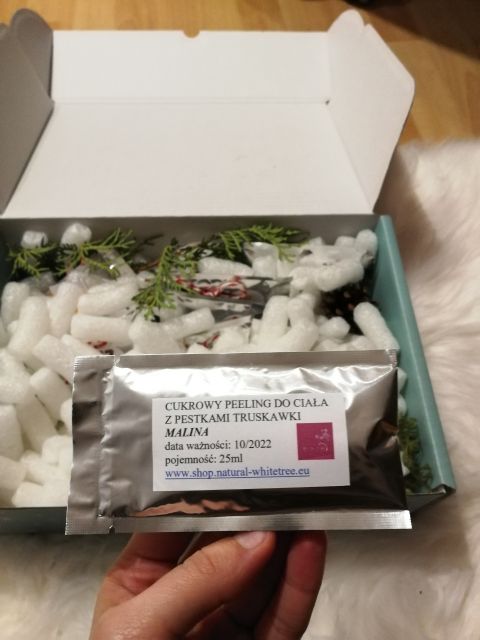 CUKROWY PEELING DO CIAŁA
Z PESTKAMI TRUSKAWKI
MALINA
data ważności: 10/2022
pojemność: 25ml
www.shop.natural-whitetree.eu